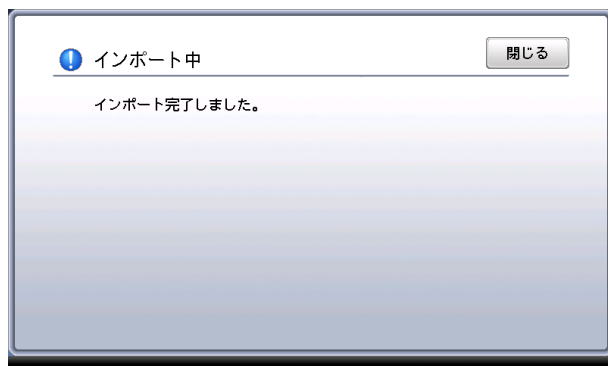 インポート中
閉じる
インポート完了しました。